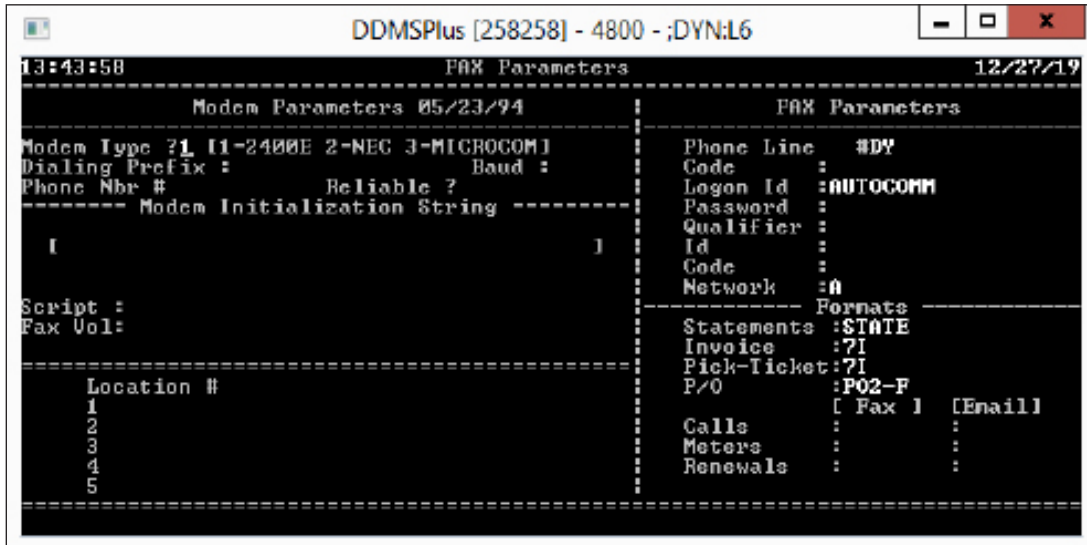 DDMSPlus [258258] - 4800 - ;DYN:L6
13:43:58 FAX Parameters 12/27/19
Modem Parameters 05/23/94
Modem Type ?1 [1-2400E 2-NEC 3-MICROCOM]
Dialing Prefix : Baud :
Phone Nbr # Reliable ?
-------- Modem Initialization String ---------
[ ]
Script :
Fax Vol:
Location #
1
2
3
4
5
FAX Parameters
Phone Line #DY
Code :
Logon Id :AUTOCOMM
Password :
Qualifier :
Id :
Code :
Network :A
----------- Formats -----------
Statements :STATE
Invoice :7I
Pick-Ticket:7I
P/O :PO2-F
[ Fax ] [Email]
Calls : :
Meters : :
Renewals : :